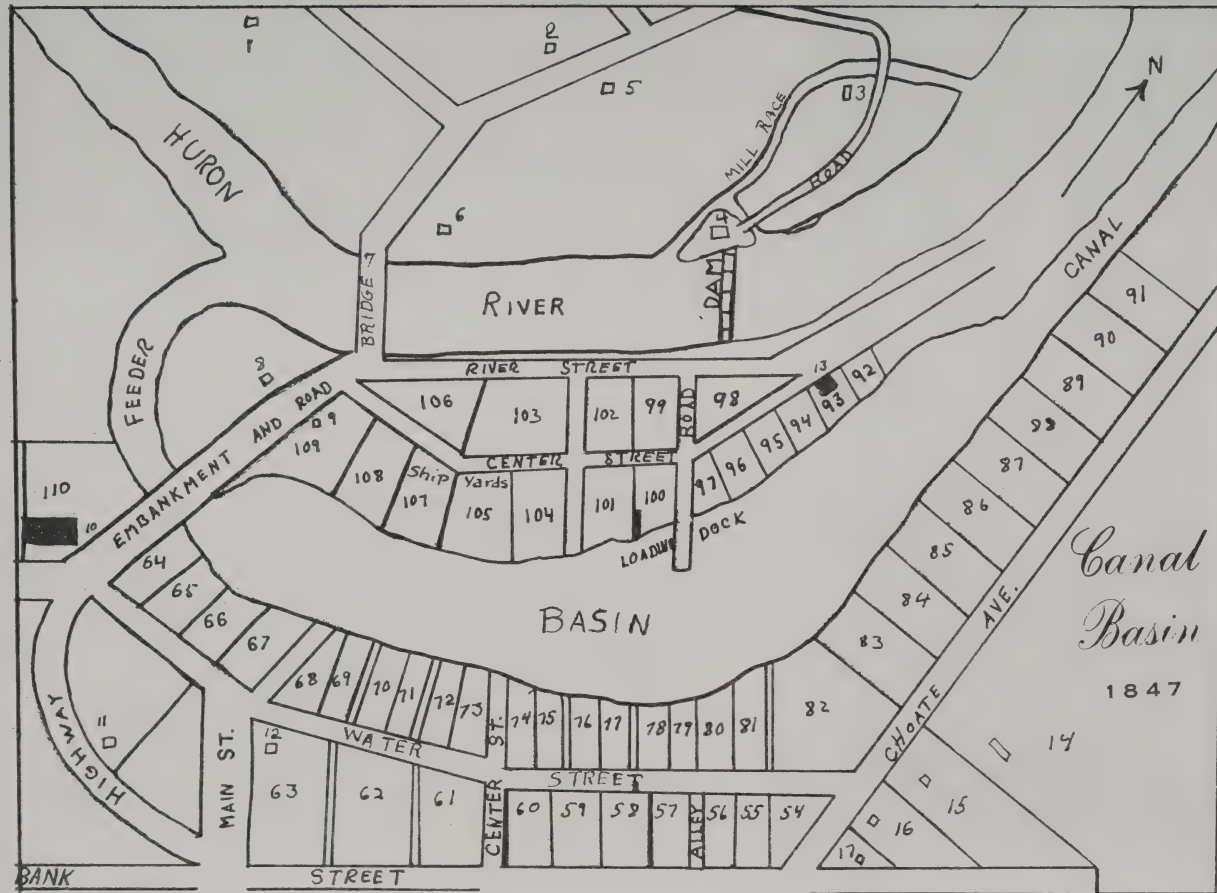 1
2
5
3
N
HURON
MILL RACE
ROAD
6
4
BRIDGE 7
RIVER
DAM
CANAL
91
90
89
88
87
86
85
84
83
82
FEEDER
8
RIVER STREET
13
EMBANKMENT AND ROAD
9
106
103
102
99
ROAD
98
93
92
109
108
Ship Yards
107
105
104
CENTER STREET
101
100
97
96
95
94
LOADING DOCK
110
10
64
65
66
67
BASIN
Canal
Basin
1847
68
69
70
71
72
73
74
75
76
77
78
79
80
81
CHOATE AVE.
HIGHWAY
11
MAIN ST.
12
WATER STREET
CENTER ST.
63
62
61
60
59
58
57
ALLEY
56
55
54
14
15
16
17
BANK STREET